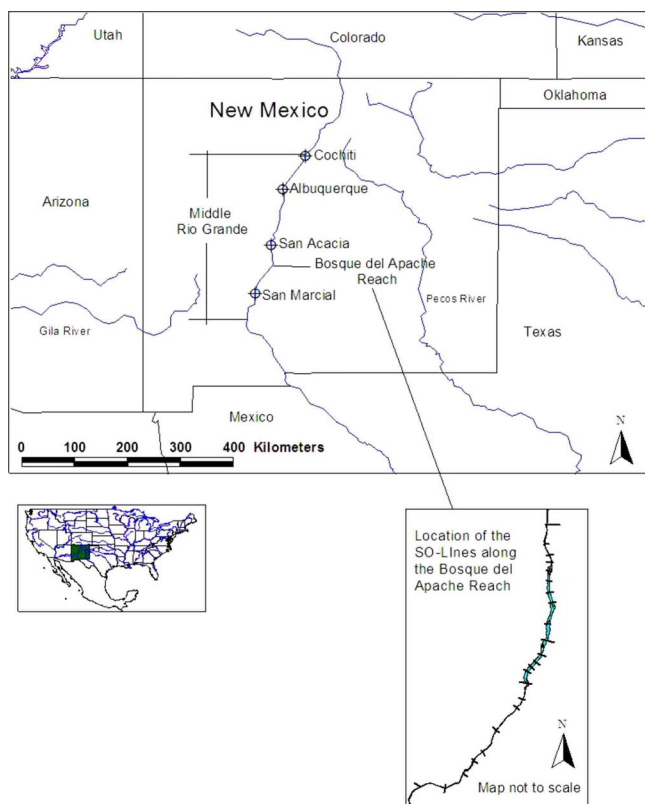 Utah
Colorado
Kansas
New Mexico
Oklahoma
Cochiti
Arizona
Albuquerque
Middle
Rio Grande
San Acacia
Bosque del Apache
Reach
San Marcial
Pecos River
Gila River
Texas
Mexico
N
0 100 200 300 400 Kilometers
Location of the
SO-LInes along
the Bosque del
Apache Reach
N
Map not to scale